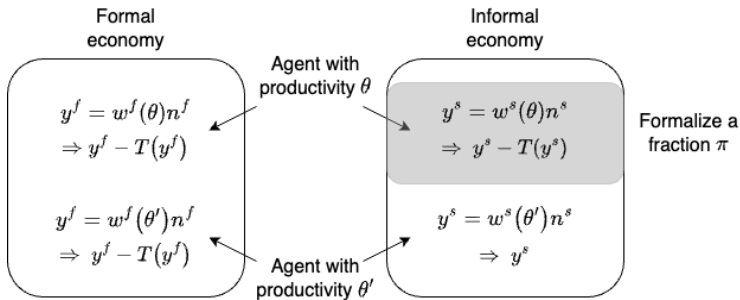 Formal
economy
Informal
economy
Agent with
productivity θ
y^f = w^f(θ)n^f
⇒ y^f − T(y^f)
y^s = w^s(θ)n^s
⇒ y^s − T(y^s)
Formalize a
fraction π
y^f = w^f(θ′)n^f
⇒ y^f − T(y^f)
y^s = w^s(θ′)n^s
⇒ y^s
Agent with
productivity θ′